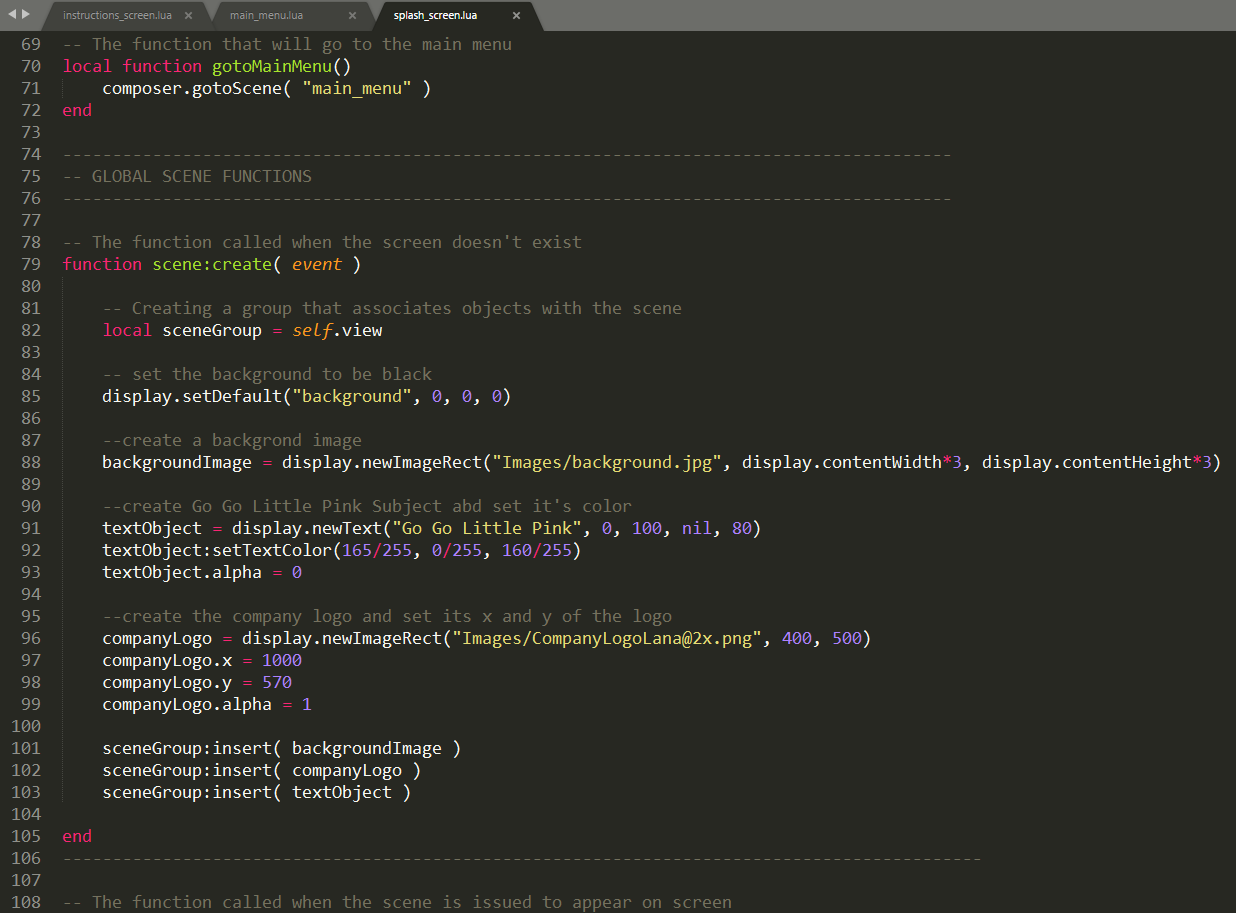 instructions_screen.lua × main_menu.lua × splash_screen.lua ×
69 -- The function that will go to the main menu
70 local function gotoMainMenu()
71     composer.gotoScene( "main_menu" )
72 end
73
74 -----------------------------------------------------------------------------------------
75 -- GLOBAL SCENE FUNCTIONS
76 -----------------------------------------------------------------------------------------
77
78 -- The function called when the screen doesn't exist
79 function scene:create( event )
80
81     -- Creating a group that associates objects with the scene
82     local sceneGroup = self.view
83
84     -- set the background to be black
85     display.setDefault("background", 0, 0, 0)
86
87     --create a backgrond image
88     backgroundImage = display.newImageRect("Images/background.jpg", display.contentWidth*3, display.contentHeight*3)
89
90     --create Go Go Little Pink Subject abd set it's color
91     textObject = display.newText("Go Go Little Pink", 0, 100, nil, 80)
92     textObject:setTextColor(165/255, 0/255, 160/255)
93     textObject.alpha = 0
94
95     --create the company logo and set its x and y of the logo
96     companyLogo = display.newImageRect("Images/CompanyLogoLana@2x.png", 400, 500)
97     companyLogo.x = 1000
98     companyLogo.y = 570
99     companyLogo.alpha = 1
100
101     sceneGroup:insert( backgroundImage )
102     sceneGroup:insert( companyLogo )
103     sceneGroup:insert( textObject )
104
105 end
106 --------------------------------------------------------------------------------------------
107
108 -- The function called when the scene is issued to appear on screen